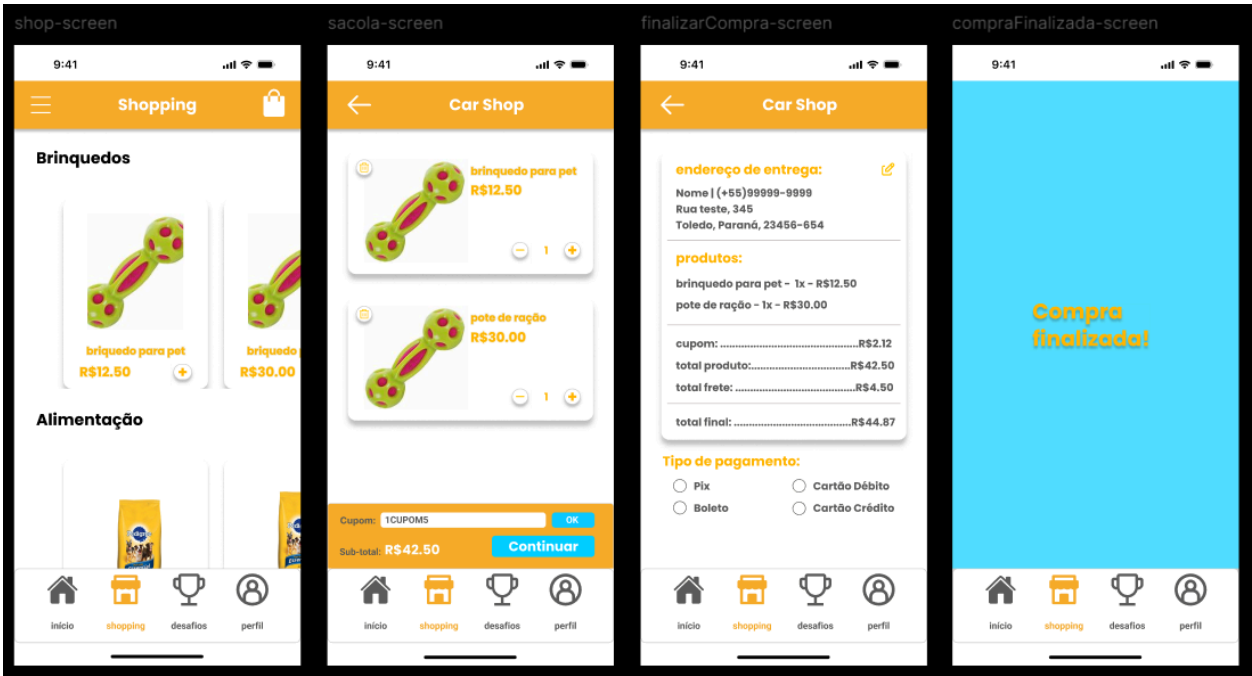 shop-screen
9:41
Shopping
Brinquedos
briquedo para pet
R$12.50
briquedo
R$30.00
Alimentação
início
shopping
desafios
perfil
sacola-screen
9:41
Car Shop
brinquedo para pet
R$12.50
1
pote de ração
R$30.00
1
Cupom: 1CUPOM5 OK
Sub-total: R$42.50 Continuar
início
shopping
desafios
perfil
finalizarCompra-screen
9:41
Car Shop
endereço de entrega:
Nome | (+55)99999-9999
Rua teste, 345
Toledo, Paraná, 23456-654
produtos:
brinquedo para pet - 1x - R$12.50
pote de ração - 1x - R$30.00
cupom: ................................................R$2.12
total produto:...................................R$42.50
total frete: .........................................R$4.50
total final: .........................................R$44.87
Tipo de pagamento:
Pix
Cartão Débito
Boleto
Cartão Crédito
início
shopping
desafios
perfil
compraFinalizada-screen
9:41
Compra
finalizada!
início
shopping
desafios
perfil